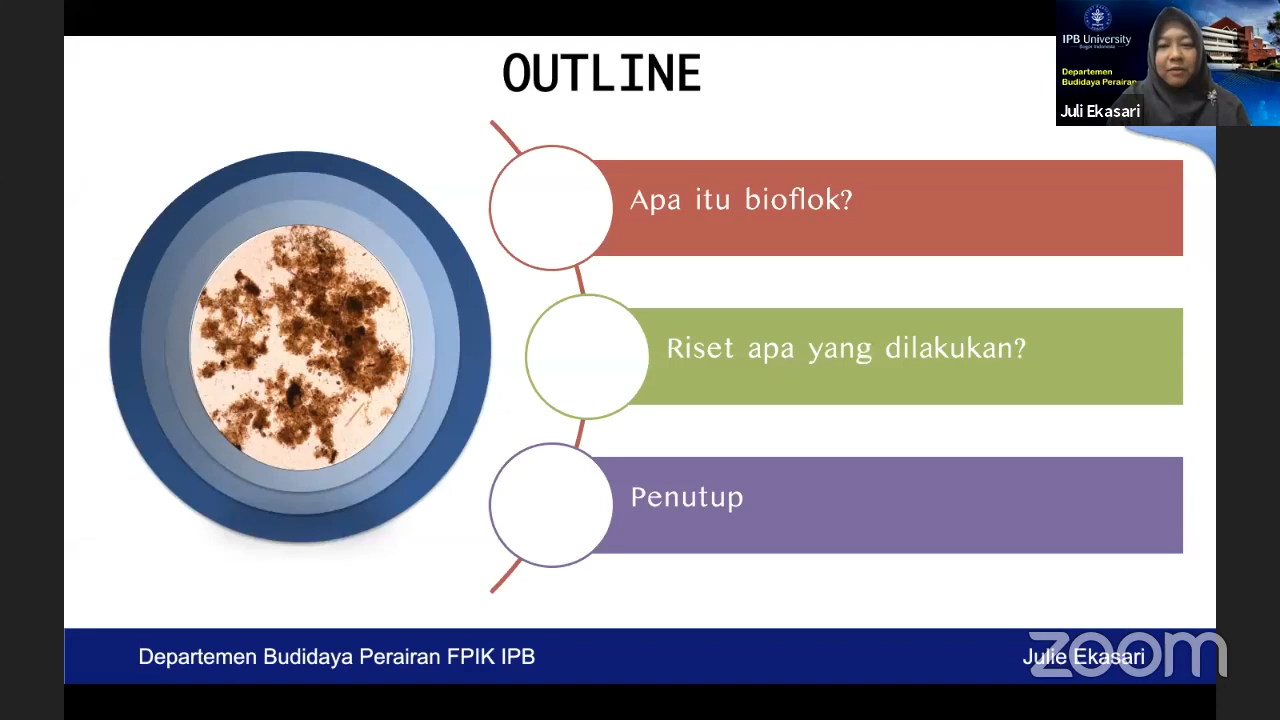 OUTLINE
IPB University
Bogor Indonesia
Departemen
Budidaya Perairan
Juli Ekasari
Apa itu bioflok?
Riset apa yang dilakukan?
Penutup
Departemen Budidaya Perairan FPIK IPB
Julie Ekasari
zoom